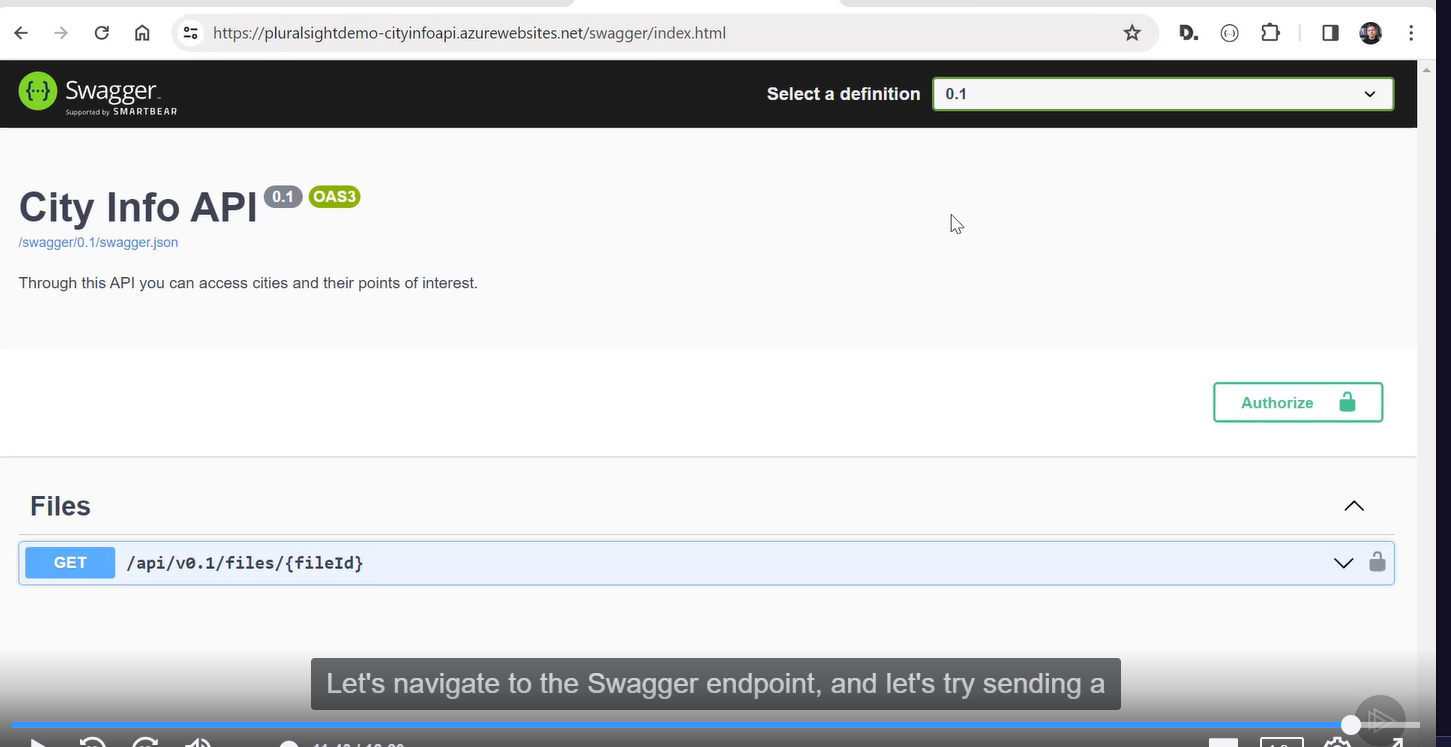 https://pluralsightdemo-cityinfoapi.azurewebsites.net/swagger/index.html
D.
Swagger
Supported by SMARTBEAR
Select a definition
0.1
City Info API 0.1 OAS3
/swagger/0.1/swagger.json
Through this API you can access cities and their points of interest.
Authorize
Files
GET /api/v0.1/files/{fileId}
Let's navigate to the Swagger endpoint, and let's try sending a